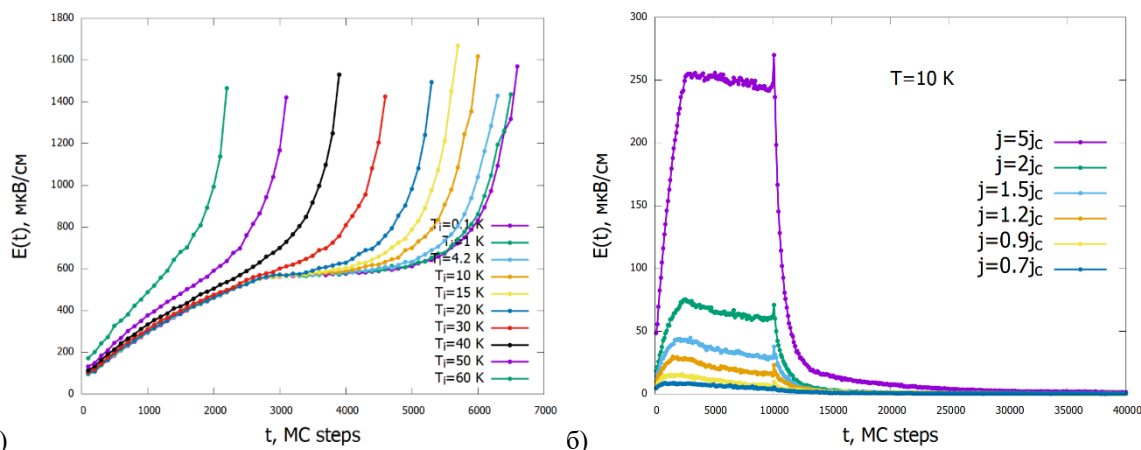 1800
1600
1400
1200
1000
800
600
400
200
0
E(t), мкВ/см
Ti=0.1 K
Ti=1 K
Ti=4.2 K
Ti=10 K
Ti=15 K
Ti=20 K
Ti=30 K
Ti=40 K
Ti=50 K
Ti=60 K
0 1000 2000 3000 4000 5000 6000 7000
t, MC steps
)
300
250
200
150
100
50
0
E(t), мкВ/см
T=10 K
j=5jc
j=2jc
j=1.5jc
j=1.2jc
j=0.9jc
j=0.7jc
0 5000 10000 15000 20000 25000 30000 35000 40000
t, MC steps
б)